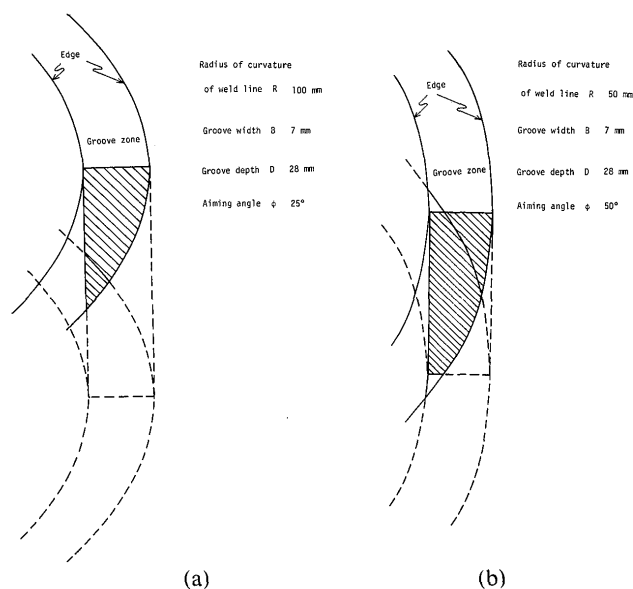 Edge
Groove zone
Radius of curvature
of weld line R 100 mm
Groove width B 7 mm
Groove depth D 28 mm
Aiming angle φ 25°
(a)
Edge
Groove zone
Radius of curvature
of weld line R 50 mm
Groove width B 7 mm
Groove depth D 28 mm
Aiming angle φ 50°
(b)